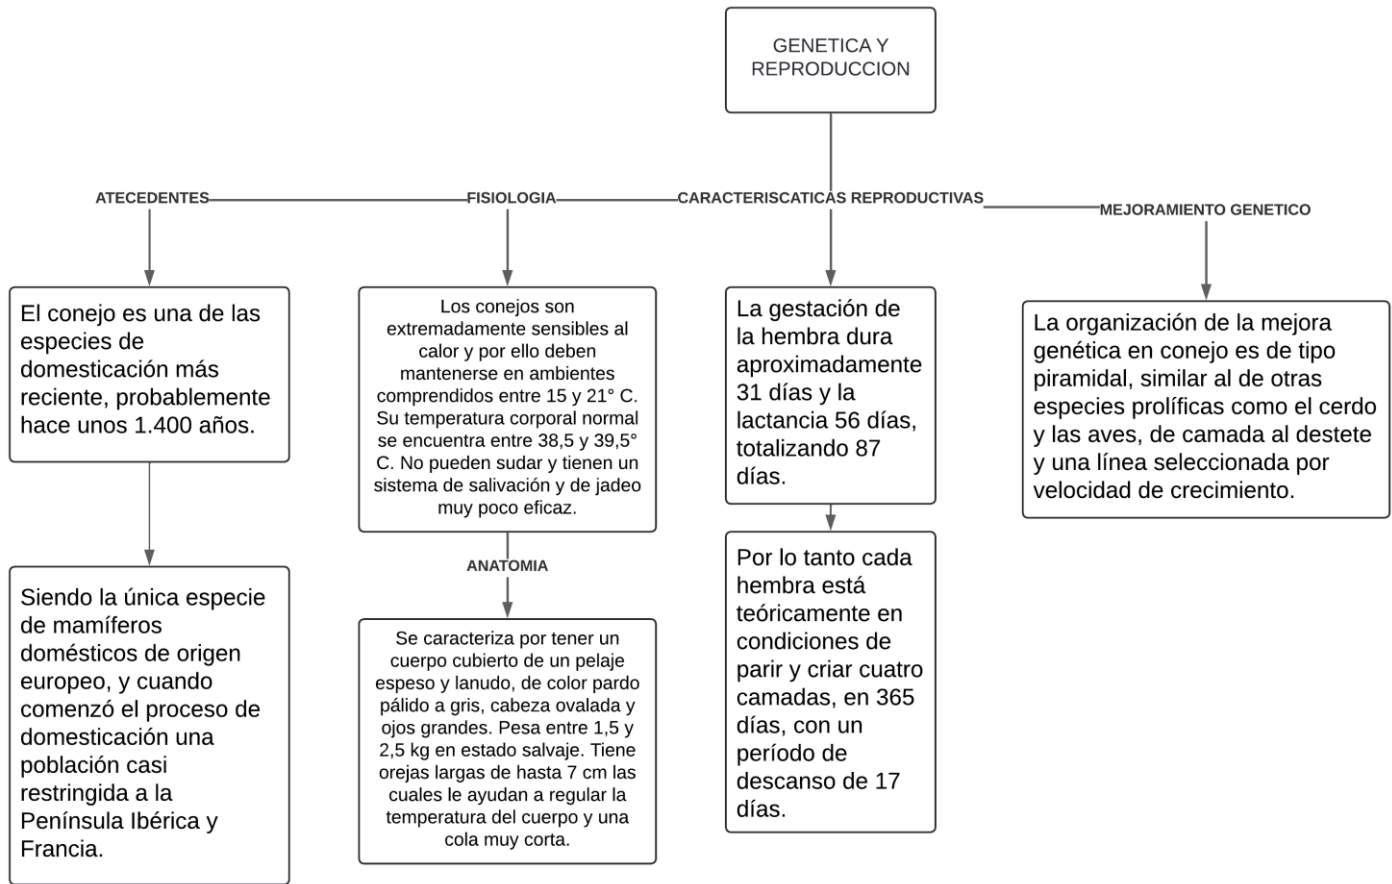 GENETICA Y
REPRODUCCION
ATECEDENTES
FISIOLOGIA
CARACTERISCATICAS REPRODUCTIVAS
MEJORAMIENTO GENETICO
El conejo es una de las
especies de
domesticación más
reciente, probablemente
hace unos 1.400 años.
Siendo la única especie
de mamíferos
domésticos de origen
europeo, y cuando
comenzó el proceso de
domesticación una
población casi
restringida a la
Península Ibérica y
Francia.
Los conejos son
extremadamente sensibles al
calor y por ello deben
mantenerse en ambientes
comprendidos entre 15 y 21° C.
Su temperatura corporal normal
se encuentra entre 38,5 y 39,5°
C. No pueden sudar y tienen un
sistema de salivación y de jadeo
muy poco eficaz.
ANATOMIA
Se caracteriza por tener un
cuerpo cubierto de un pelaje
espeso y lanudo, de color pardo
pálido a gris, cabeza ovalada y
ojos grandes. Pesa entre 1,5 y
2,5 kg en estado salvaje. Tiene
orejas largas de hasta 7 cm las
cuales le ayudan a regular la
temperatura del cuerpo y una
cola muy corta.
La gestación de
la hembra dura
aproximadamente
31 días y la
lactancia 56 días,
totalizando 87
días.
Por lo tanto cada
hembra está
teóricamente en
condiciones de
parir y criar cuatro
camadas, en 365
días, con un
período de
descanso de 17
días.
La organización de la mejora
genética en conejo es de tipo
piramidal, similar al de otras
especies prolíficas como el cerdo
y las aves, de camada al destete
y una línea seleccionada por
velocidad de crecimiento.